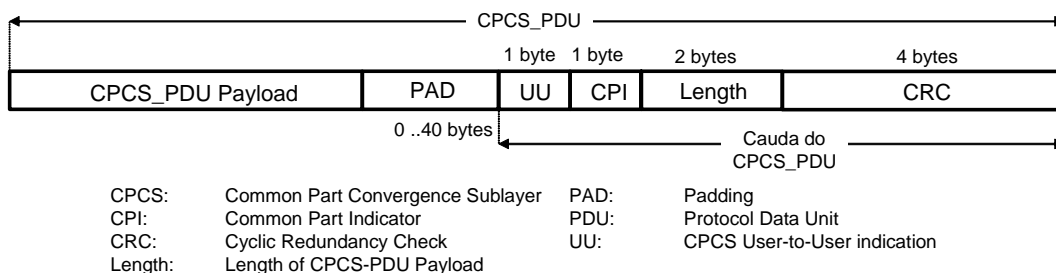 CPCS_PDU
1 byte 1 byte 2 bytes 4 bytes
CPCS_PDU Payload PAD UU CPI Length CRC
0 ..40 bytes
Cauda do
CPCS_PDU
CPCS: Common Part Convergence Sublayer PAD: Padding
CPI: Common Part Indicator PDU: Protocol Data Unit
CRC: Cyclic Redundancy Check UU: CPCS User-to-User indication
Length: Length of CPCS-PDU Payload